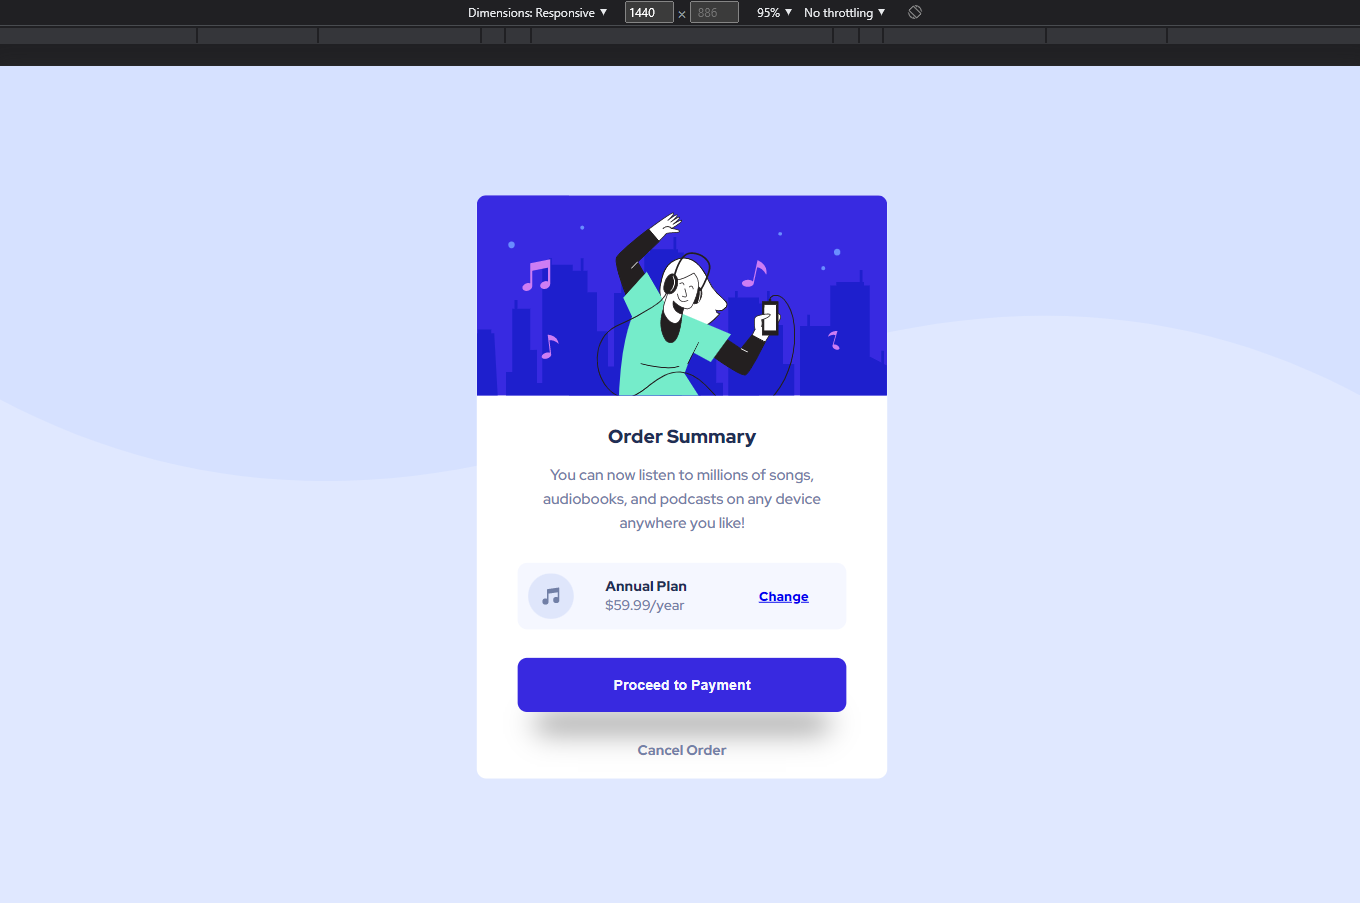 Dimensions: Responsive ▼ 1440 × 886 95% ▼ No throttling ▼
Order Summary
You can now listen to millions of songs,
audiobooks, and podcasts on any device
anywhere you like!
Annual Plan
$59.99/year
Change
Proceed to Payment
Cancel Order